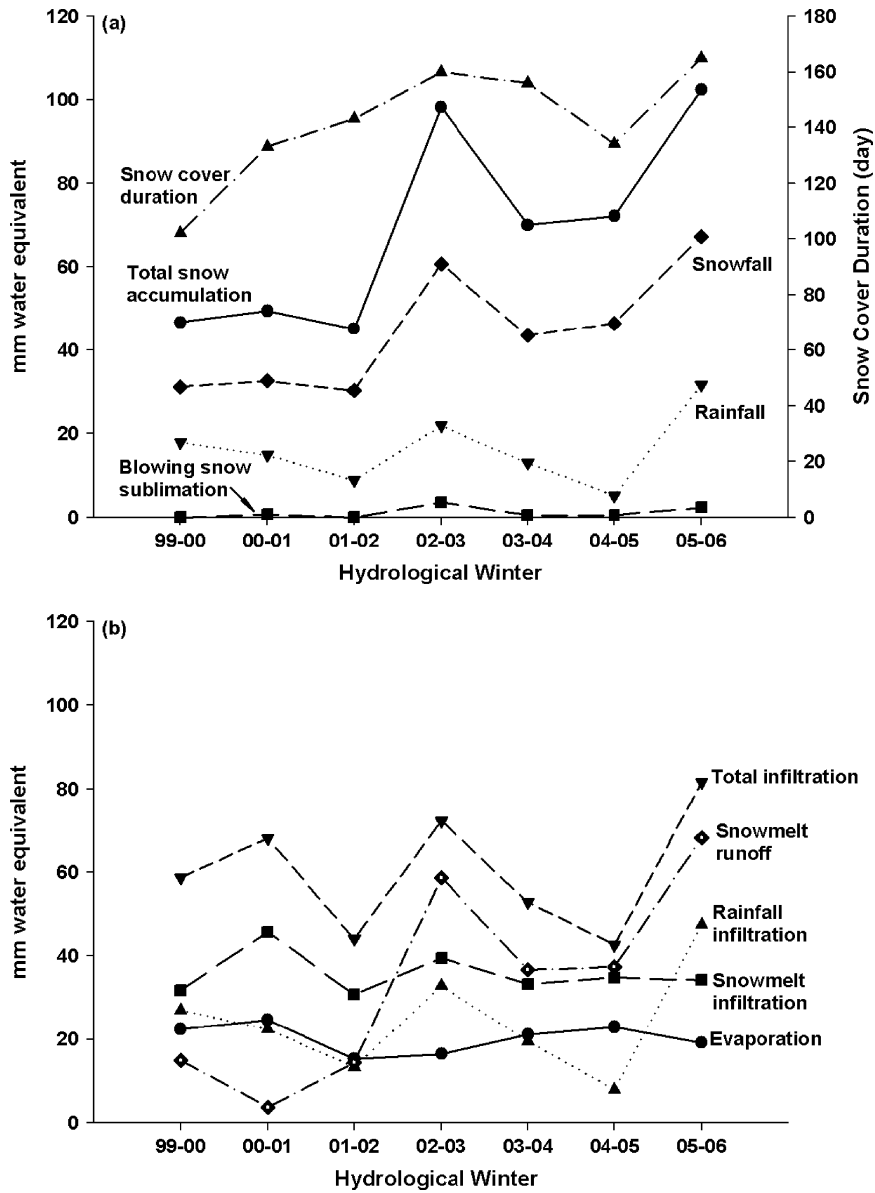 (a)
mm water equivalent
120
100
80
60
40
20
0
180
160
140
120
100
80
60
40
20
0
Snow Cover Duration (day)
Snow cover
duration
Total snow
accumulation
Snowfall
Rainfall
Blowing snow
sublimation
99-00 00-01 01-02 02-03 03-04 04-05 05-06
Hydrological Winter
(b)
mm water equivalent
120
100
80
60
40
20
0
Total infiltration
Snowmelt
runoff
Rainfall
infiltration
Snowmelt
infiltration
Evaporation
99-00 00-01 01-02 02-03 03-04 04-05 05-06
Hydrological Winter